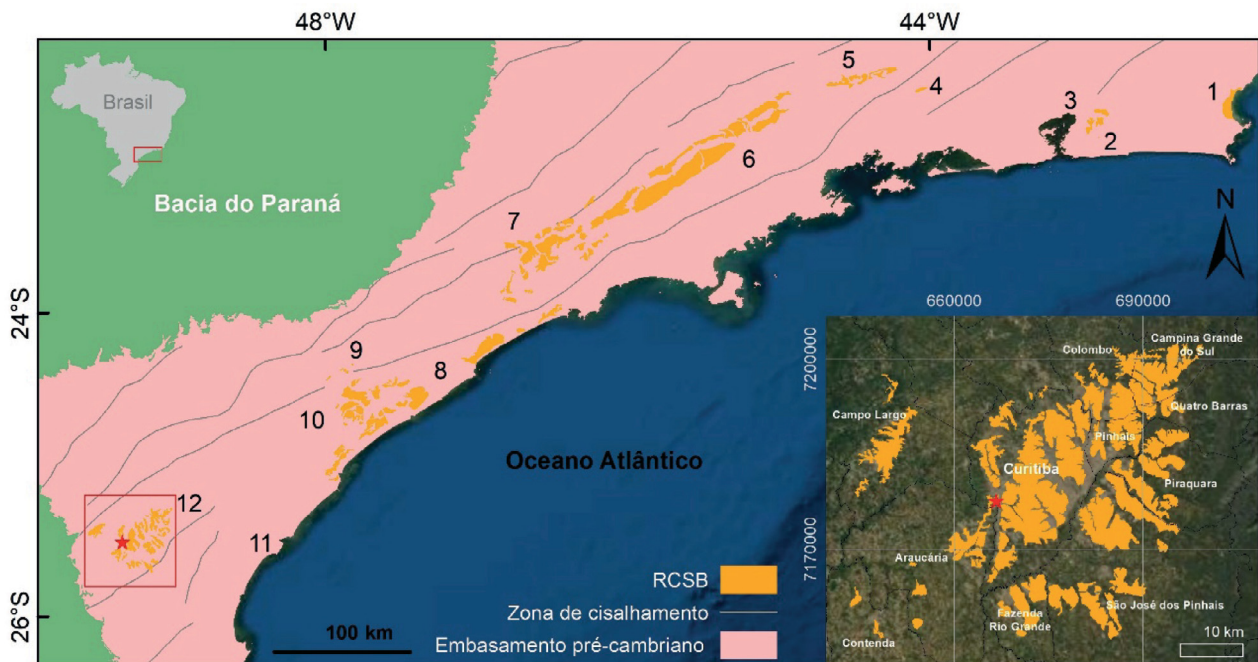 48°W
44°W
Brasil
Bacia do Paraná
1
2
3
4
5
6
7
8
9
10
11
12
24°S
26°S
N
Oceano Atlântico
RCSB
Zona de cisalhamento
Embasamento pré-cambriano
100 km
660000
690000
7200000
7170000
Colombo
Campina Grande
do Sul
Campo Largo
Quatro Barras
Pinhais
Curitiba
Piraquara
Araucária
São José dos Pinhais
Fazenda
Rio Grande
Contenda
10 km